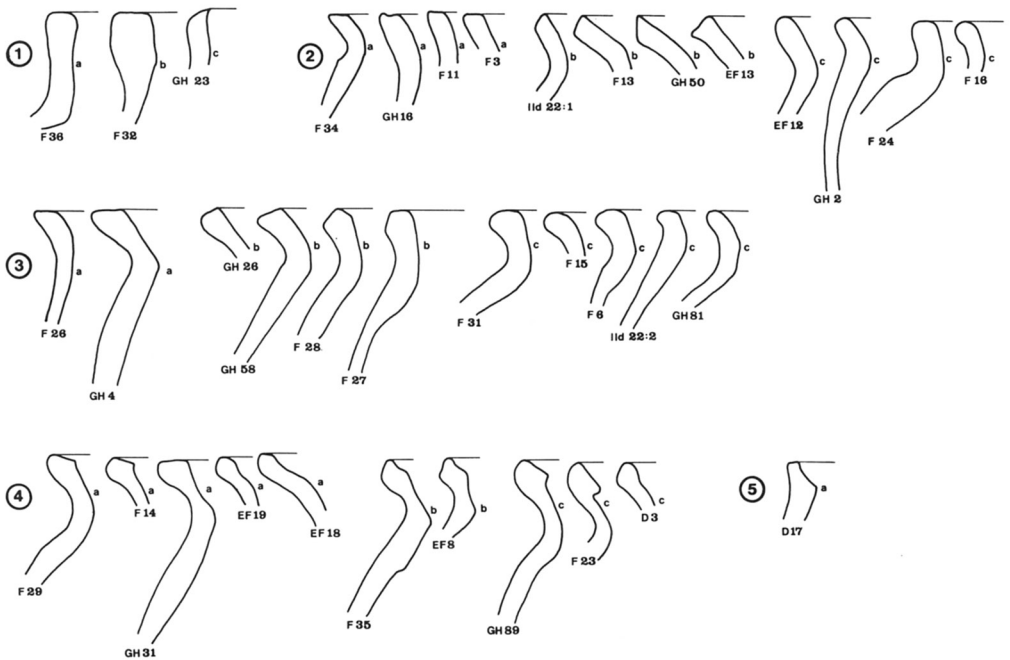 1 a b c
F 36 F 32 GH 23
2 a a a a b b b b c c c c
F 34 GH 16 F 11 F 3 IId 22:1 F 13 GH 50 EF 13 EF 12 GH 2 F 24 F 16
3 a a b b b b c c c c c
F 26 GH 4 GH 26 GH 58 F 28 F 27 F 31 F 15 F 6 IId 22:2 GH 81
4 a a a a a b b c c c
F 29 F 14 GH 31 EF 19 EF 18 F 35 EF 8 GH 89 F 23 D 3
5 a
D 17